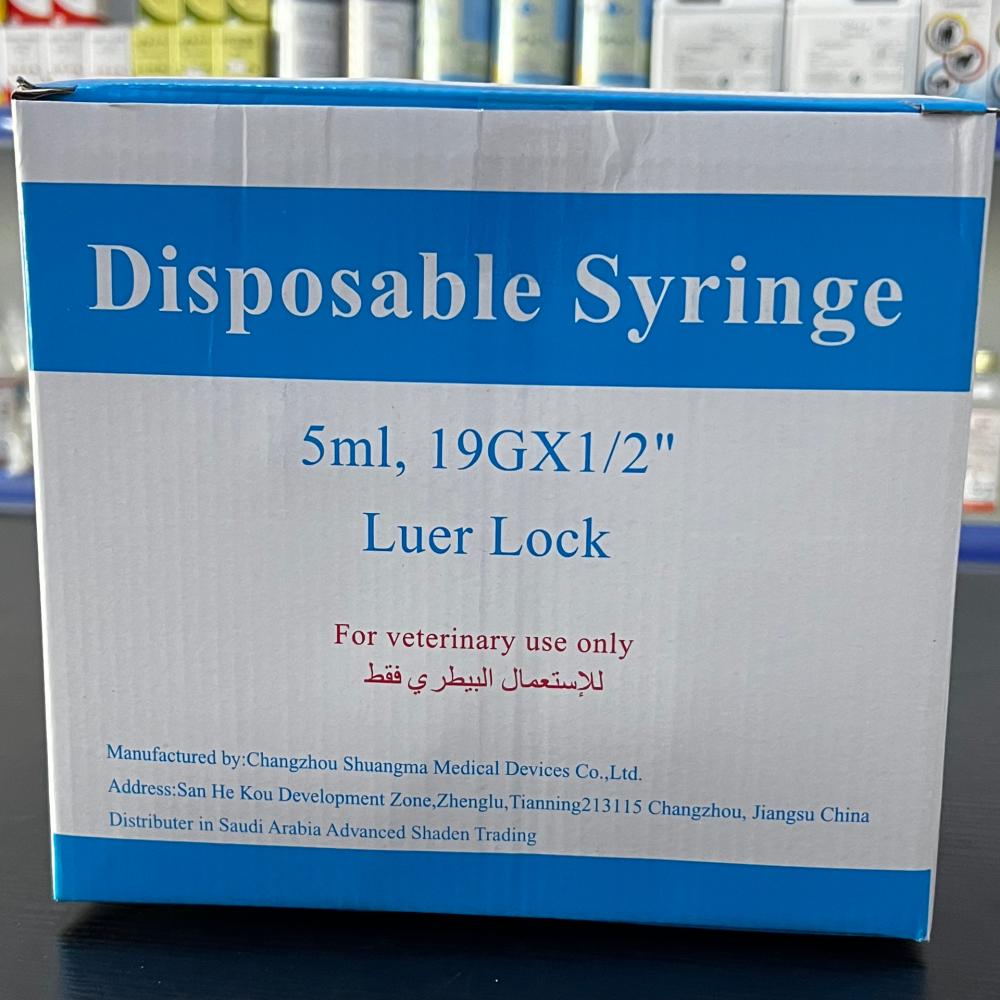 Disposable Syringe
5ml, 19GX1/2"
Luer Lock
For veterinary use only
للإستعمال البيطري فقط
Manufactured by:Changzhou Shuangma Medical Devices Co.,Ltd.
Address:San He Kou Development Zone,Zhenglu,Tianning213115 Changzhou, Jiangsu China
Distributer in Saudi Arabia Advanced Shaden Trading